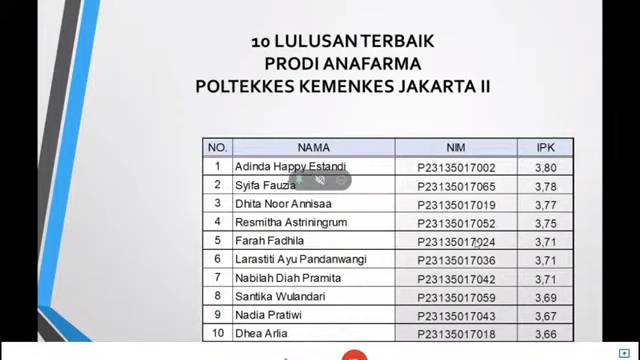 10 LULUSAN TERBAIK
PRODI ANAFARMA
POLTEKKES KEMENKES JAKARTA II
NO. NAMA NIM IPK
1 Adinda Happy Estandi P23135017002 3,80
2 Syifa Fauzia P23135017065 3,78
3 Dhita Noor Annisaa P23135017019 3,77
4 Resmitha Astriningrum P23135017052 3,75
5 Farah Fadhila P23135017024 3,71
6 Larastiti Ayu Pandanwangi P23135017036 3,71
7 Nabilah Diah Pramita P23135017042 3,71
8 Santika Wulandari P23135017059 3,69
9 Nadia Pratiwi P23135017043 3,67
10 Dhea Arlia P23135017018 3,66